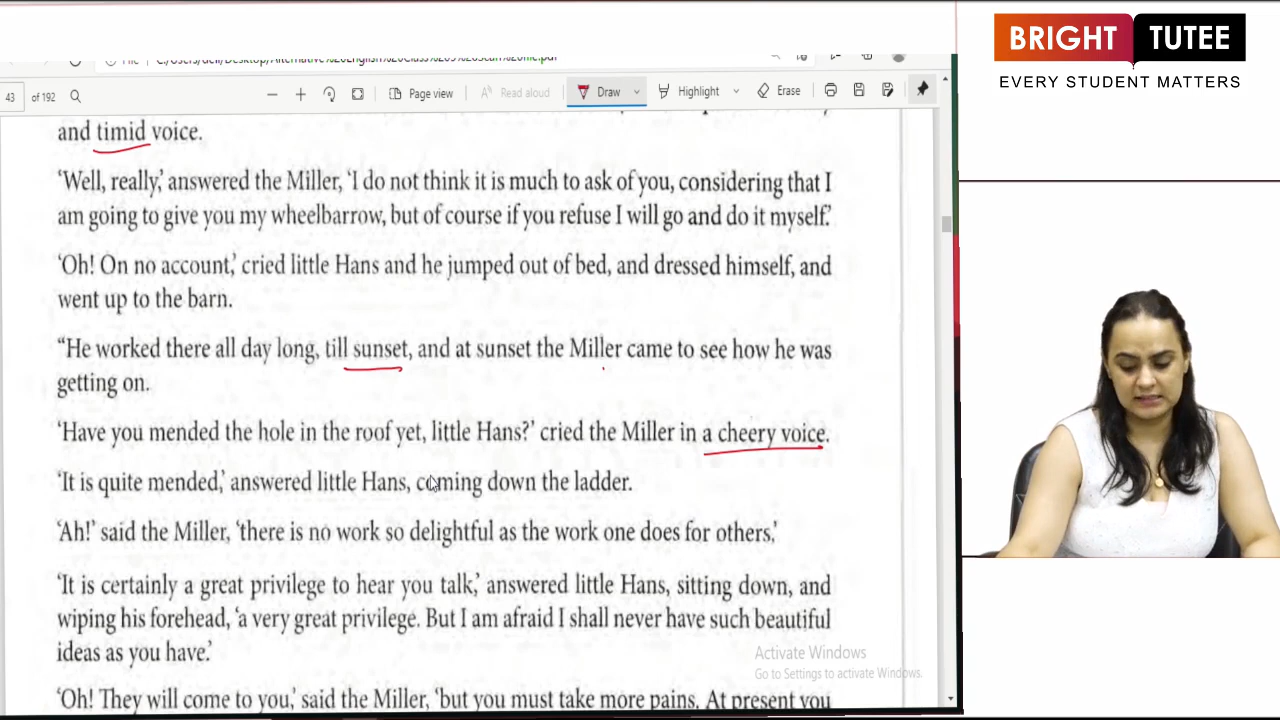 BRIGHT TUTEE
EVERY STUDENT MATTERS
43 of 192
Page view
Read aloud
Draw
Highlight
Erase
and timid voice.
‘Well, really,’ answered the Miller, ‘I do not think it is much to ask of you, considering that I
am going to give you my wheelbarrow, but of course if you refuse I will go and do it myself.’
‘Oh! On no account,’ cried little Hans and he jumped out of bed, and dressed himself, and
went up to the barn.
“He worked there all day long, till sunset, and at sunset the Miller came to see how he was
getting on.
‘Have you mended the hole in the roof yet, little Hans?’ cried the Miller in a cheery voice.
‘It is quite mended,’ answered little Hans, coming down the ladder.
‘Ah!’ said the Miller, ‘there is no work so delightful as the work one does for others.’
‘It is certainly a great privilege to hear you talk,’ answered little Hans, sitting down, and
wiping his forehead, ‘a very great privilege. But I am afraid I shall never have such beautiful
ideas as you have.’
‘Oh! They will come to you,’ said the Miller, ‘but you must take more pains. At present you
Activate Windows
Go to Settings to activate Windows.